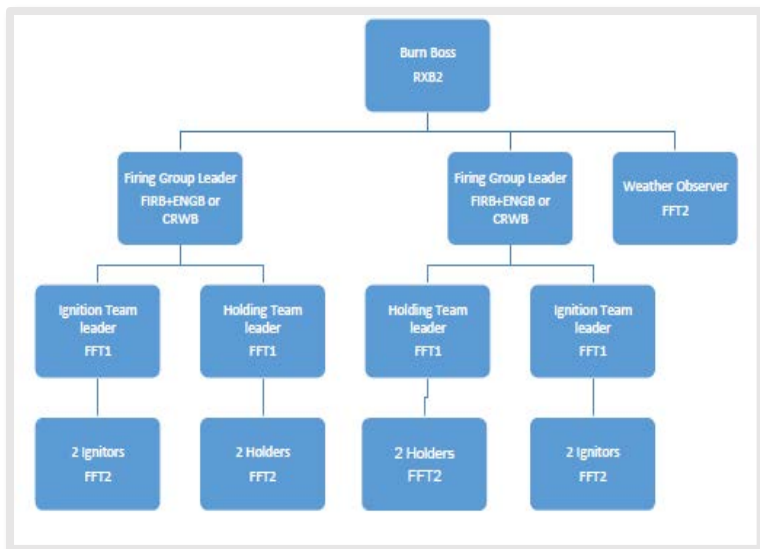 Burn Boss
RXB2
Firing Group Leader
FIRB+ENGB or
CRWB
Firing Group Leader
FIRB+ENGB or
CRWB
Weather Observer
FFT2
Ignition Team
leader
FFT1
Holding Team
leader
FFT1
Holding Team
leader
FFT1
Ignition Team
leader
FFT1
2 Ignitors
FFT2
2 Holders
FFT2
2 Holders
FFT2
2 Ignitors
FFT2